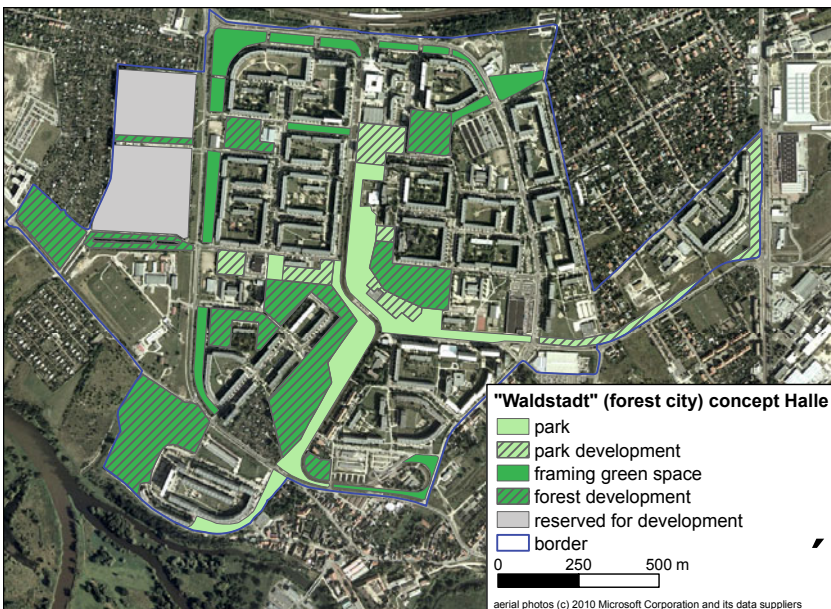 "Waldstadt" (forest city) concept Halle
park
park development
framing green space
forest development
reserved for development
border
0 250 500 m
aerial photos (c) 2010 Microsoft Corporation and its data suppliers